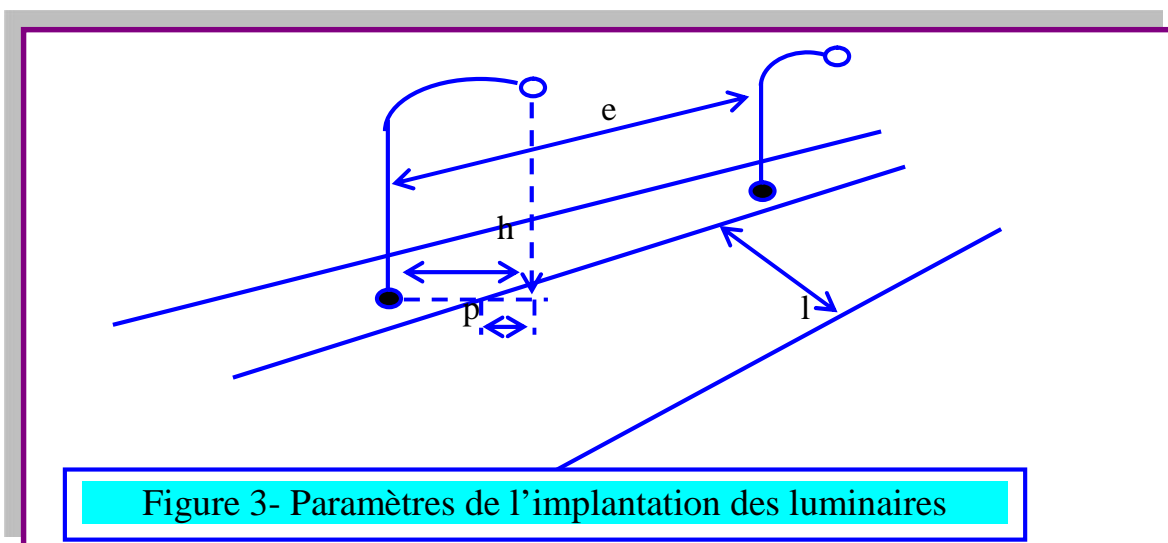 e
h
p
l
Figure 3- Paramètres de l’implantation des luminaires